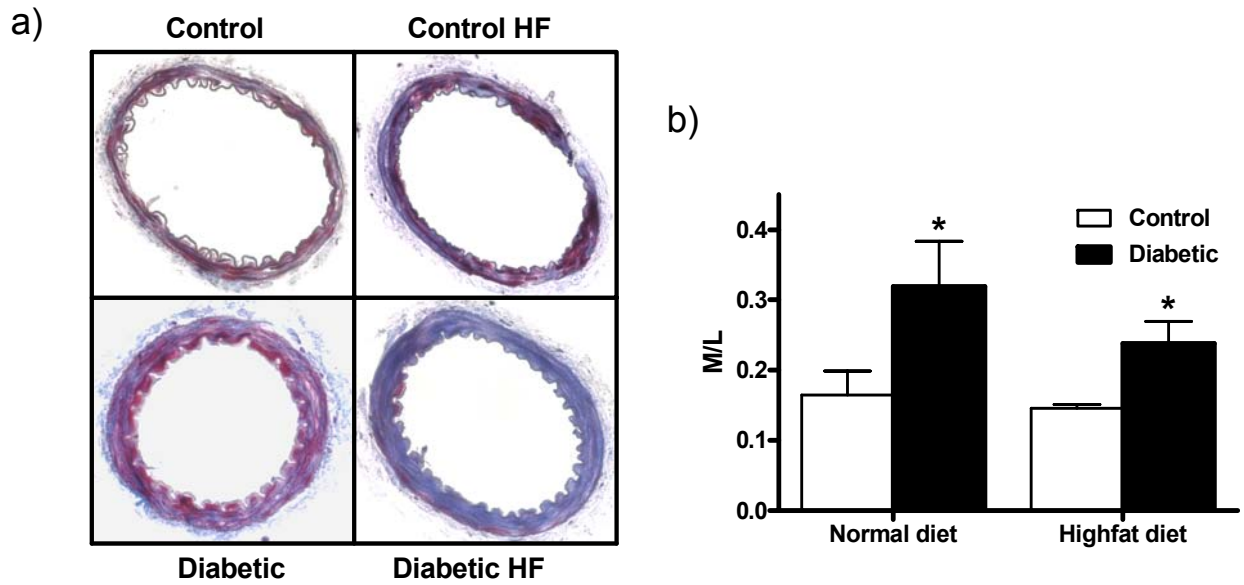 a)
Control
Control HF
Diabetic
Diabetic HF
b)
M/L
0.4
0.3
0.2
0.1
0.0
*
*
Control
Diabetic
Normal diet
Highfat diet